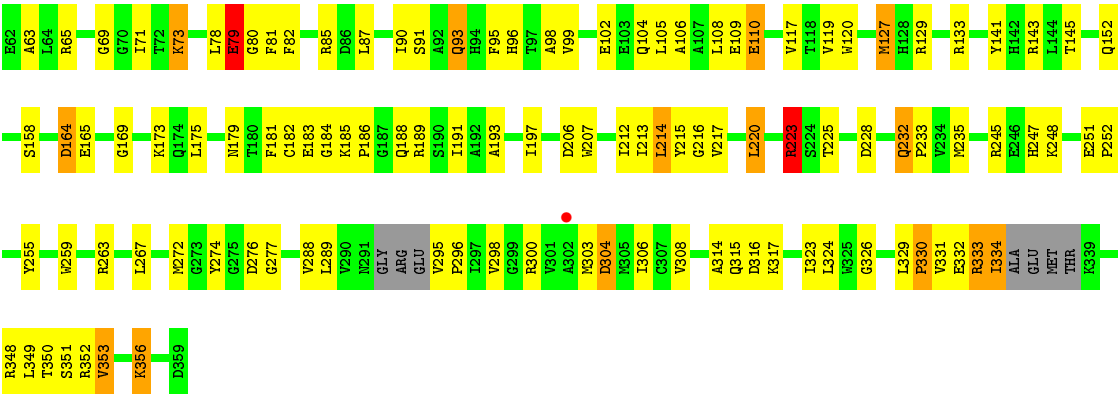 E62 A63 L64 R65 G69 G70 I71 T72 K73 L78 E79 G80 F81 F82 R85 D86 L87 I90 S91 A92 Q93 H94 F95 H96 T97 A98 V99 E102 E103 Q104 L105 A106 A107 L108 E109 E110 V117 T118 V119 W120 M127 H128 R129 R133 Y141 H142 R143 L144 T145 Q152
S158 D164 E165 G169 K173 Q174 L175 N179 T180 F181 C182 E183 G184 K185 P186 G187 Q188 R189 S190 I191 A192 A193 I197 D206 W207 I212 I213 L214 Y215 G216 V217 L220 R223 S224 T225 D228 Q232 P233 V234 M235 R245 E246 H247 K248 E251 P252
Y255 W259 R263 L267 M272 G273 Y274 G275 D276 G277 V288 L289 V290 N291 GLY ARG GLU V295 P296 I297 V298 G299 R300 V301 A302 M303 D304 M305 I306 C307 V308 A314 Q315 D316 K317 I323 L324 W325 G326 L329 P330 V331 E332 R333 I334 ALA GLU MET THR K339
R348 L349 T350 S351 R352 V353 K356 D359